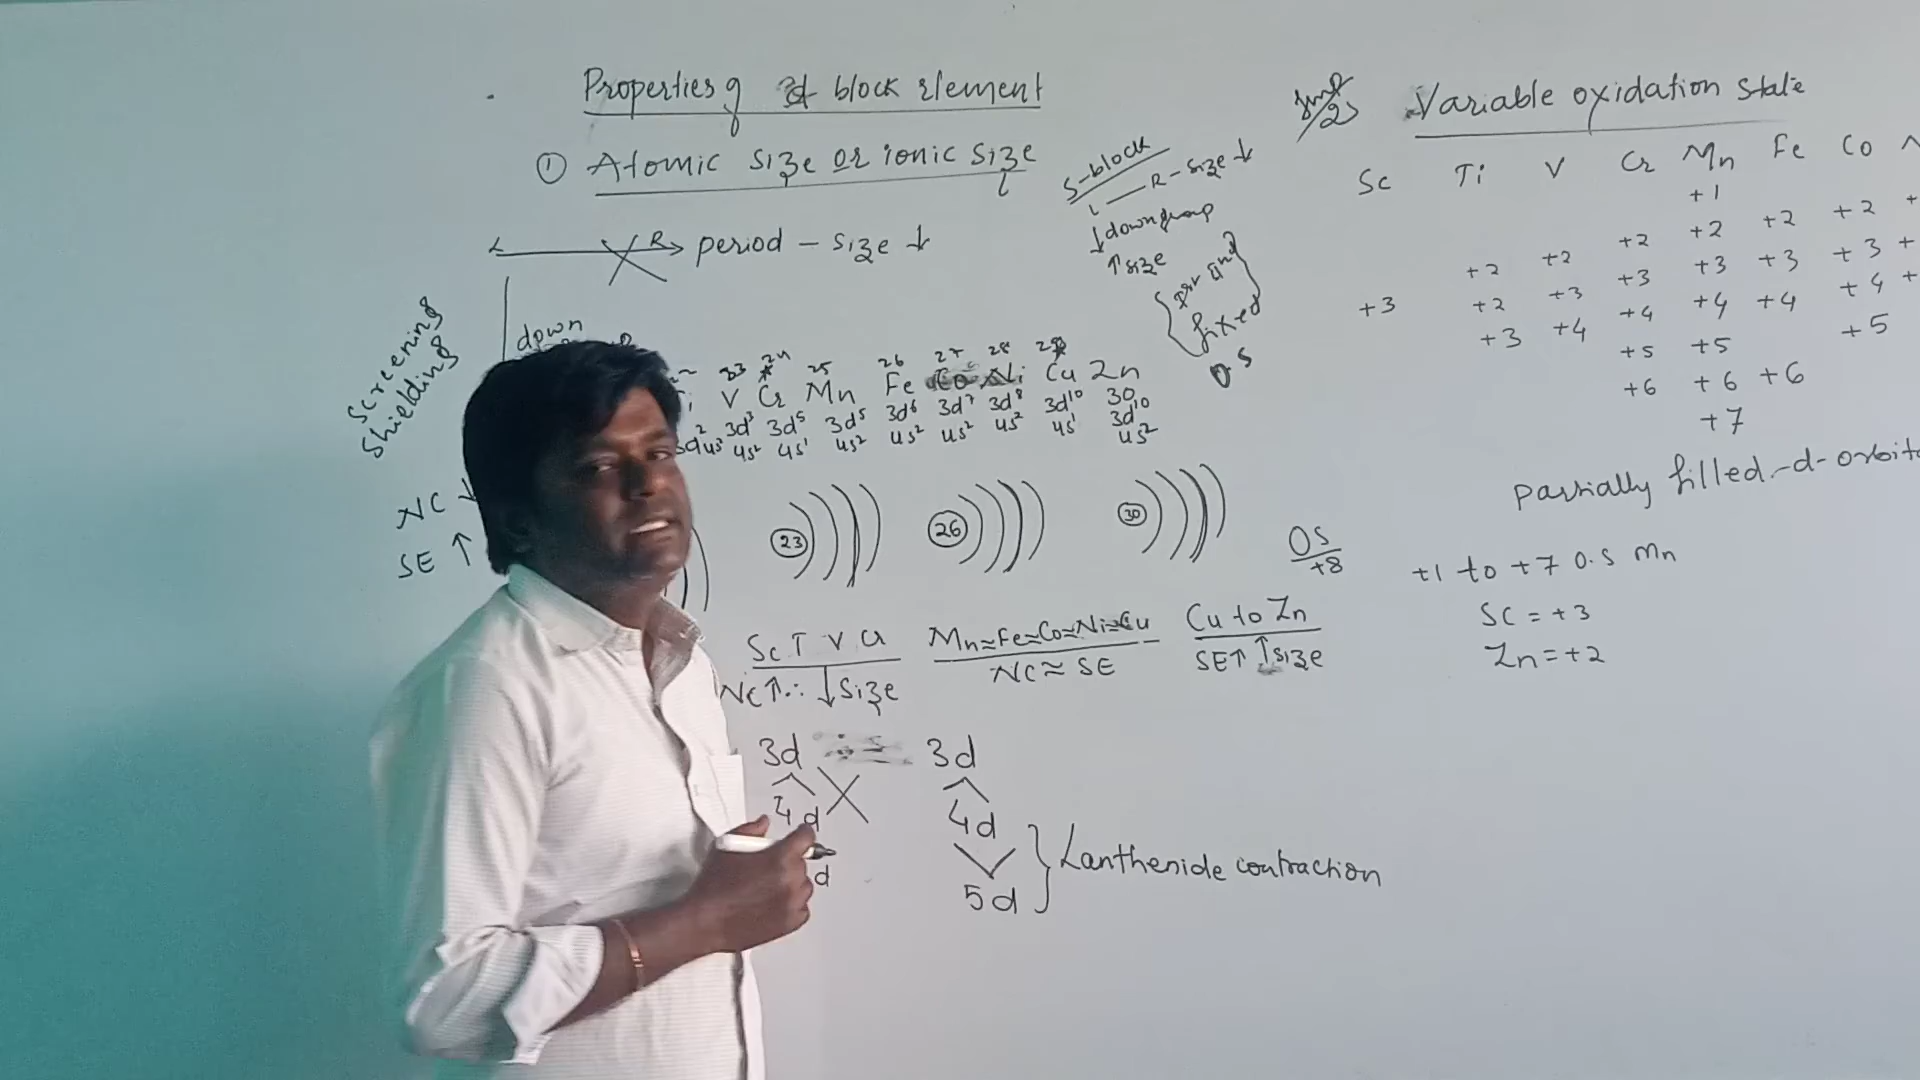 Properties of 3d block element
① Atomic size or ionic size
L R period - size ↓
down
Screening
Shielding
NC ↓
SE ↑
S-block
L — R - size ↓
↓ down group
↑ size
fixed
O S
23 24 25 26 27 28 29
V Cr Mn Fe Co Ni Cu Zn
3d³ 3d⁵ 3d⁵ 3d⁶ 3d⁷ 3d⁸ 3d¹⁰ 30
3d¹⁰
4s² 4s¹ 4s² 4s² 4s² 4s² 4s¹ 4s²
23 26 30
OS
+8
Sc T V Cr
NC ↑ ∴ ↓ size
Mn≈Fe≈Co≈Ni≈Cu
NC ≈ SE
Cu to Zn
SE↑ ↑size
3d
4d
d
3d
4d
5d
Lanthenide contraction
Variable oxidation state
Sc Ti V Cr Mn Fe Co N
+1
+2 +2 +2 +2 +2 +2
+3 +2 +3 +3 +3 +3 +3
+3 +4 +4 +4 +4 +4
+5 +5 +5
+6 +6 +6
+7
Partially filled-d-orbit
+1 to +7 O.S Mn
SC = +3
Zn = +2